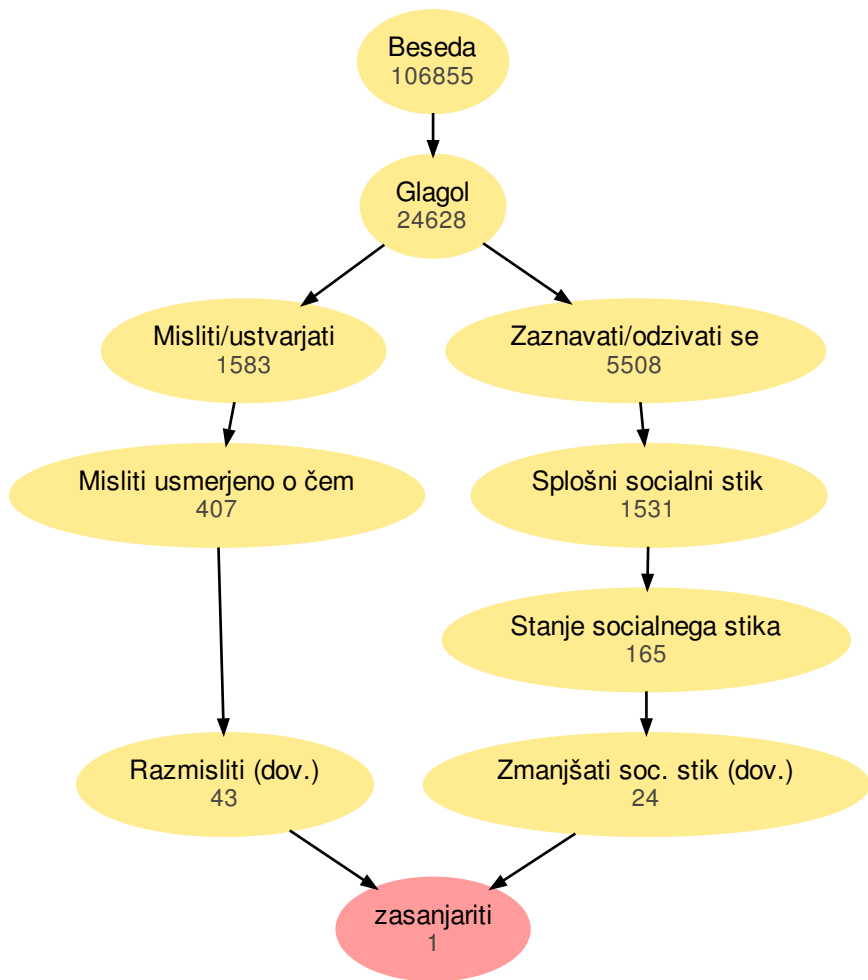 Beseda
106855
Glagol
24628
Misliti/ustvarjati
1583
Zaznavati/odzivati se
5508
Misliti usmerjeno o čem
407
Splošni socialni stik
1531
Stanje socialnega stika
165
Razmisliti (dov.)
43
Zmanjšati soc. stik (dov.)
24
zasanjariti
1